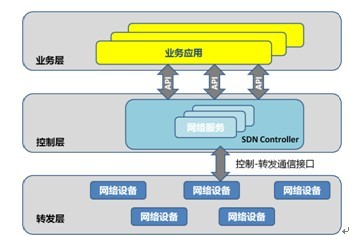 业务应用
业务层
API API API
网络服务
SDN Controller
控制层
控制-转发通信接口
网络设备 网络设备 网络设备
网络设备 网络设备
转发层